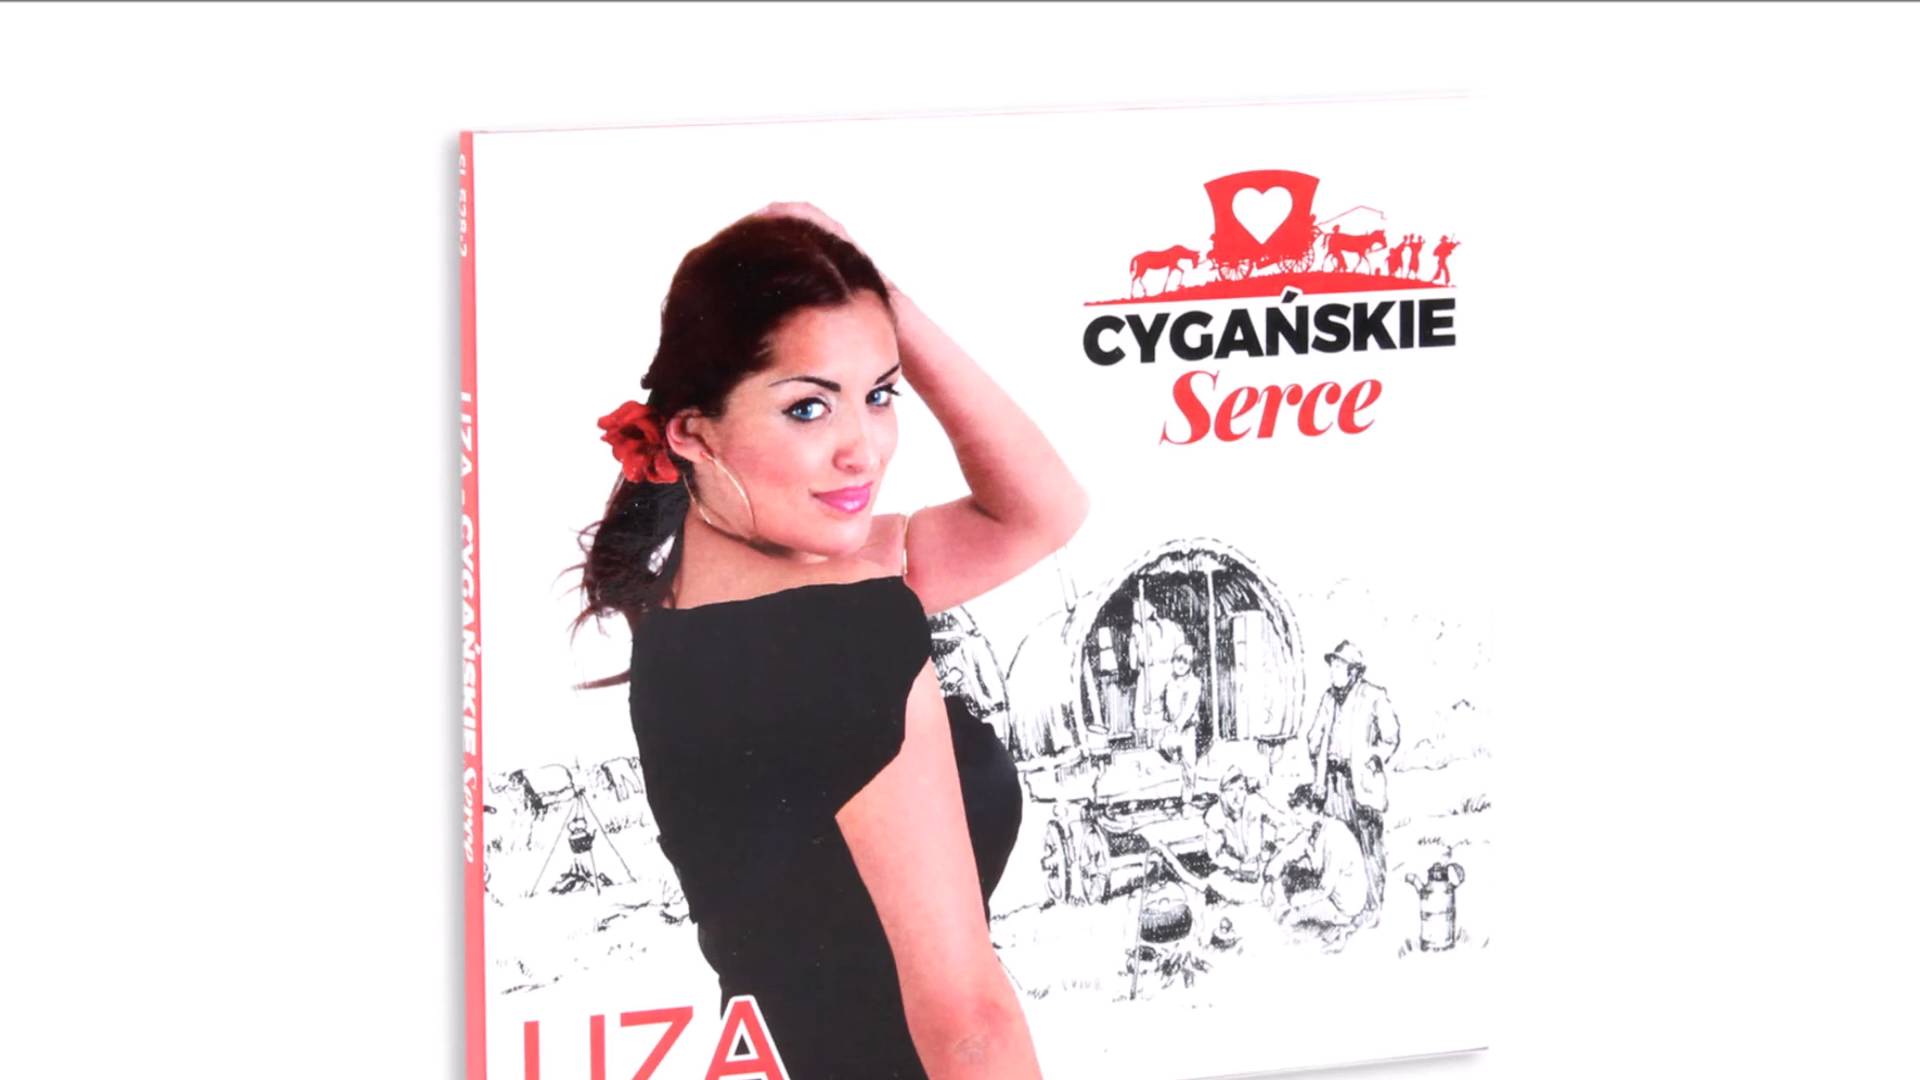 CYGAŃSKIE
Serce
LIZA
LIZA - CYGAŃSKIE Serce